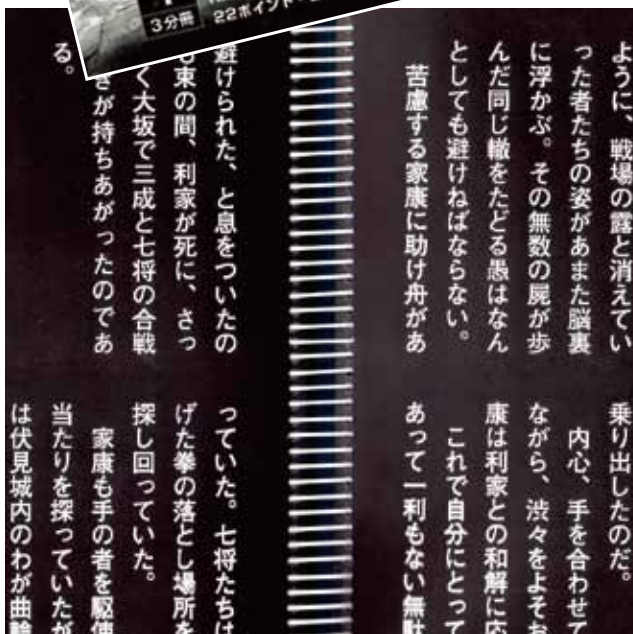 3分冊
22ポイント・
ように、戦場の露と消えてい
った者たちの姿があまた脳裏
に浮かぶ。その無数の屍が歩
んだ同じ轍をたどる愚はなん
としても避けねばならない。
苦慮する家康に助け舟があ
乗り出したのだ。
内心、手を合わせて
ながら、渋々をよそお
康は利家との和解に応
これで自分にとって
あって一利もない無駄
避けられた、と息をついたの
も束の間、利家が死に、さっ
く大坂で三成と七将の合戦
ぎが持ちあがったのであ
る。
っていた。七将たちは
げた拳の落とし場所を
探し回っていた。
家康も手の者を駆使
当たりを探っていたが
は伏見城内のわが曲輪